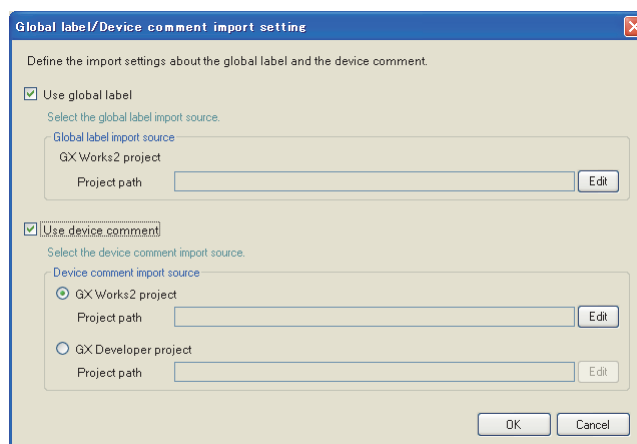 Global label/Device comment import setting
Define the import settings about the global label and the device comment.
Use global label
Select the global label import source.
Global label import source
GX Works2 project
Project path Edit
Use device comment
Select the device comment import source.
Device comment import source
GX Works2 project
Project path Edit
GX Developer project
Project path Edit
OK Cancel